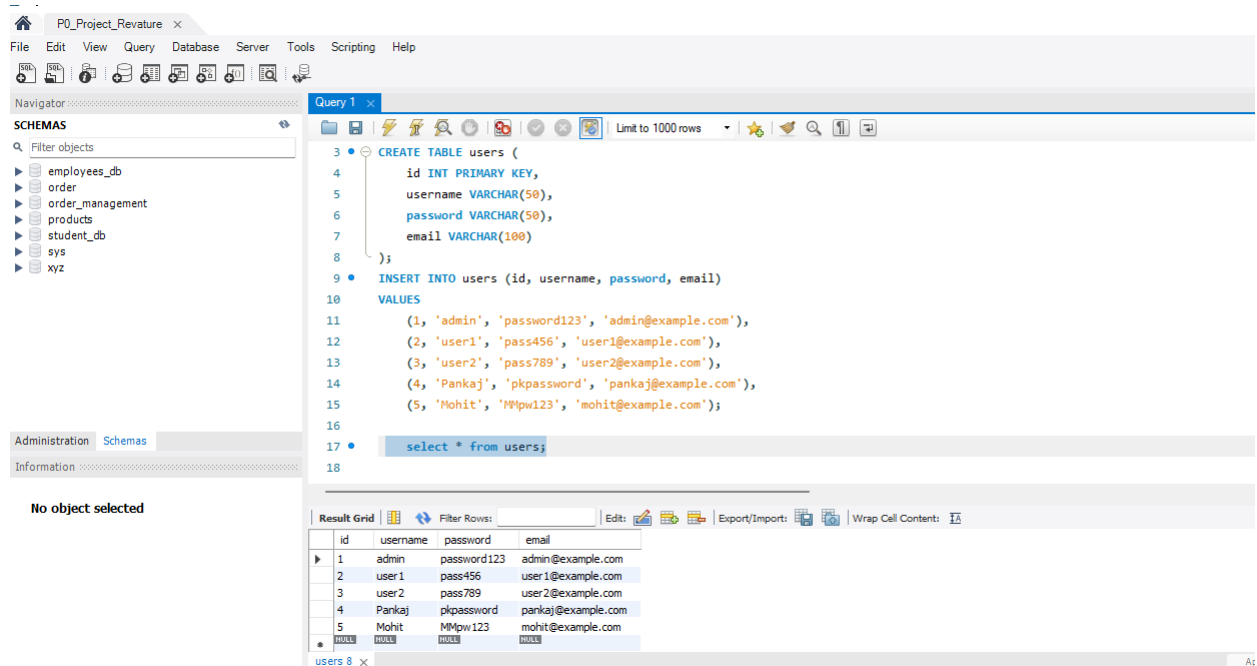 P0_Project_Revature ×
File Edit View Query Database Server Tools Scripting Help
Navigator
SCHEMAS
Filter objects
employees_db
order
order_management
products
student_db
sys
xyz
Administration Schemas
Information
No object selected
Query 1 ×
Limit to 1000 rows
3 CREATE TABLE users (
4 id INT PRIMARY KEY,
5 username VARCHAR(50),
6 password VARCHAR(50),
7 email VARCHAR(100)
8 );
9 INSERT INTO users (id, username, password, email)
10 VALUES
11 (1, 'admin', 'password123', 'admin@example.com'),
12 (2, 'user1', 'pass456', 'user1@example.com'),
13 (3, 'user2', 'pass789', 'user2@example.com'),
14 (4, 'Pankaj', 'pkpassword', 'pankaj@example.com'),
15 (5, 'Mohit', 'MMpw123', 'mohit@example.com');
16
17 select * from users;
18
Result Grid Filter Rows: Edit: Export/Import: Wrap Cell Content: IA
id username password email
1 admin password123 admin@example.com
2 user1 pass456 user1@example.com
3 user2 pass789 user2@example.com
4 Pankaj pkpassword pankaj@example.com
5 Mohit MMpw123 mohit@example.com
NULL NULL NULL NULL
users 8 ×
Ap